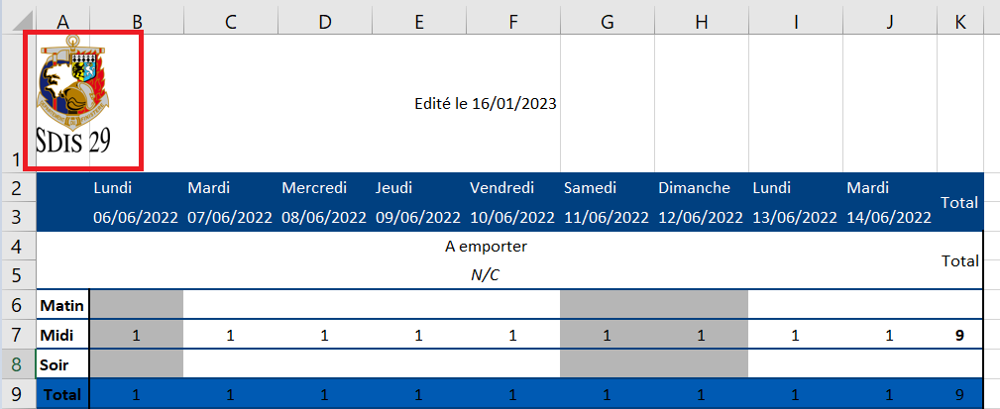 A B C D E F G H I J K
SDIS 29
Edité le 16/01/2023
1
2 Lundi Mardi Mercredi Jeudi Vendredi Samedi Dimanche Lundi Mardi
Total
3 06/06/2022 07/06/2022 08/06/2022 09/06/2022 10/06/2022 11/06/2022 12/06/2022 13/06/2022 14/06/2022
4 A emporter
Total
5 N/C
6 Matin
7 Midi 1 1 1 1 1 1 1 1 1 9
8 Soir
9 Total 1 1 1 1 1 1 1 1 1 9